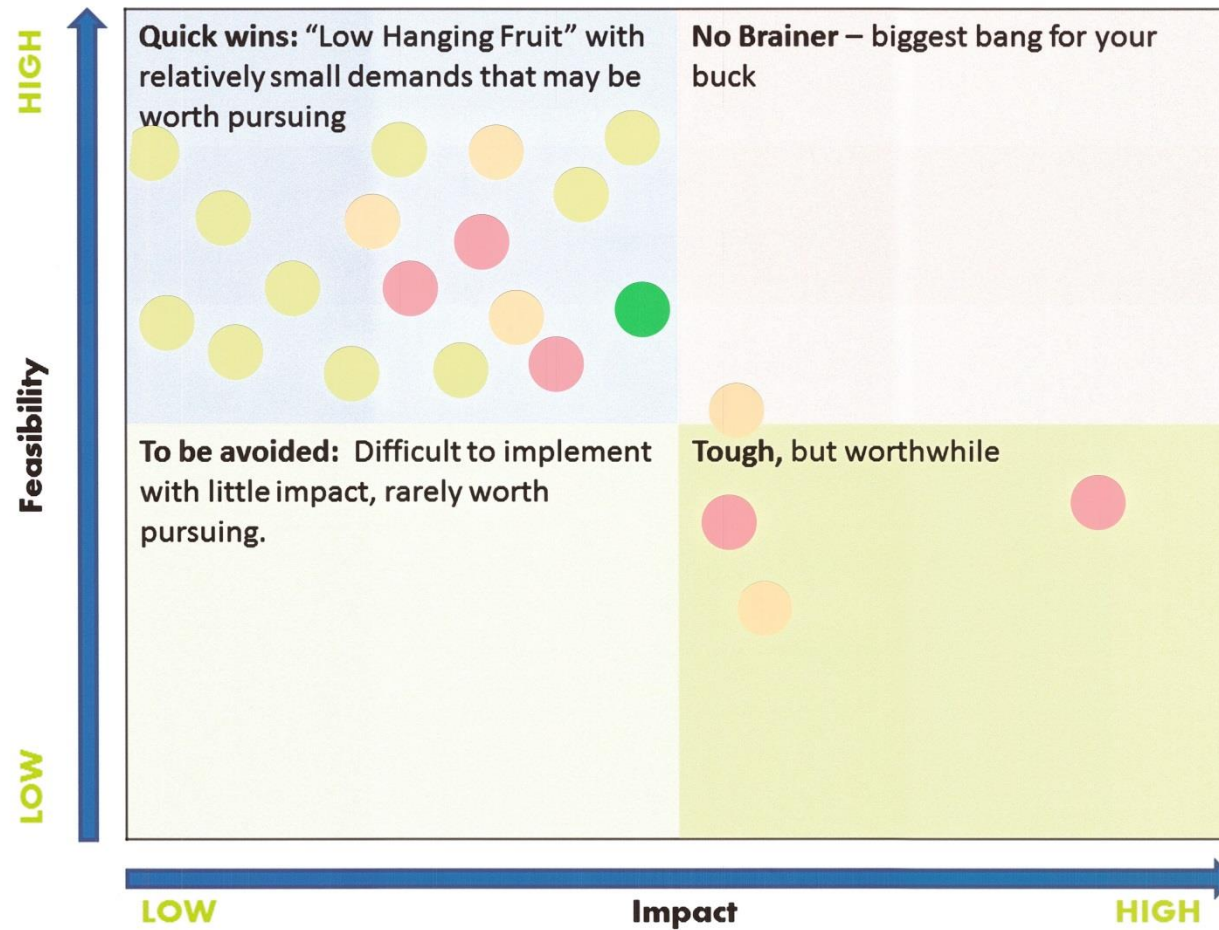 HIGH
Quick wins: “Low Hanging Fruit” with
relatively small demands that may be
worth pursuing
No Brainer – biggest bang for your
buck
Feasibility
To be avoided:  Difficult to implement
with little impact, rarely worth
pursuing.
Tough, but worthwhile
LOW
LOW
Impact
HIGH